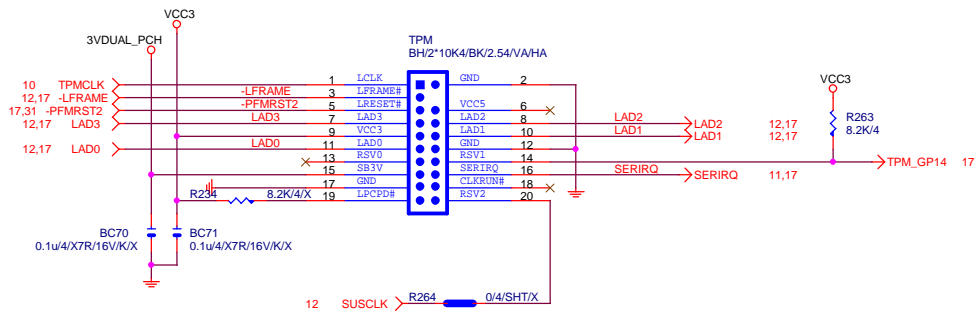 VCC3
3VDUAL_PCH
TPM
BH/2*10K4/BK/2.54/VA/HA
VCC3
10 TPMCLK 1 LCLK GND 2
12,17 -LFRAME -LFRAME 3 LFRAME#
17,31 -PFMRST2 -PFMRST2 5 LRESET# VCC5 6
12,17 LAD3 LAD3 7 LAD3 LAD2 8 LAD2 LAD2 12,17
9 VCC3 LAD1 10 LAD1 LAD1 12,17
12,17 LAD0 LAD0 11 LAD0 GND 12
13 RSV0 RSV1 14 TPM_GP14 17
15 SB3V SERIRQ 16 SERIRQ SERIRQ 11,17
17 GND CLKRUN# 18
R234 8.2K/4/X 19 LPCPD# RSV2 20
R263
8.2K/4
BC70 BC71
0.1u/4/X7R/16V/K/X 0.1u/4/X7R/16V/K/X
12 SUSCLK R264 0/4/SHT/X